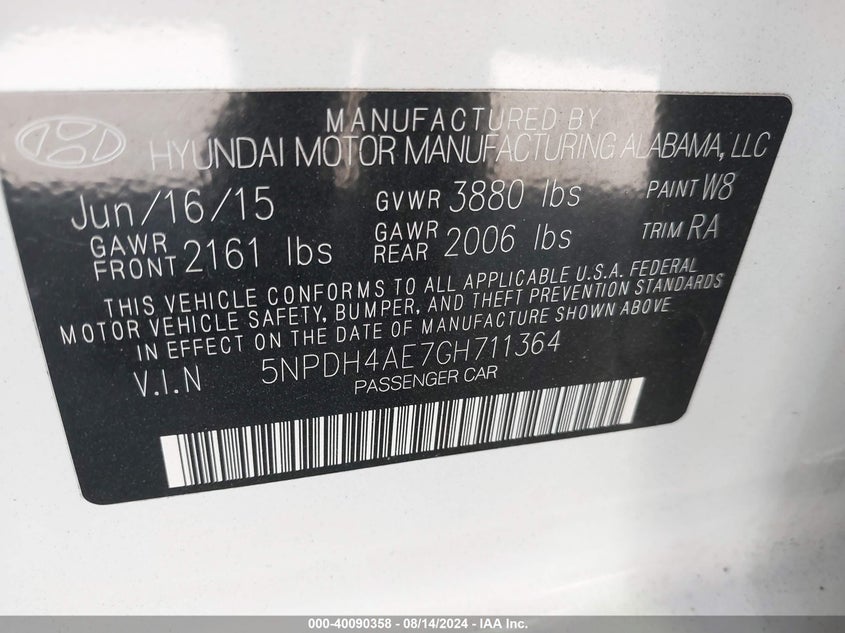 MANUFACTURED BY
HYUNDAI MOTOR MANUFACTURING ALABAMA, LLC
Jun/16/15 GVWR 3880 lbs PAINT W8
GAWR FRONT 2161 lbs GAWR REAR 2006 lbs TRIM RA
THIS VEHICLE CONFORMS TO ALL APPLICABLE U.S.A. FEDERAL
MOTOR VEHICLE SAFETY, BUMPER, AND THEFT PREVENTION STANDARDS
IN EFFECT ON THE DATE OF MANUFACTURE SHOWN ABOVE
V.I.N 5NPDH4AE7GH711364
PASSENGER CAR
000-40090358 - 08/14/2024 - IAA Inc.